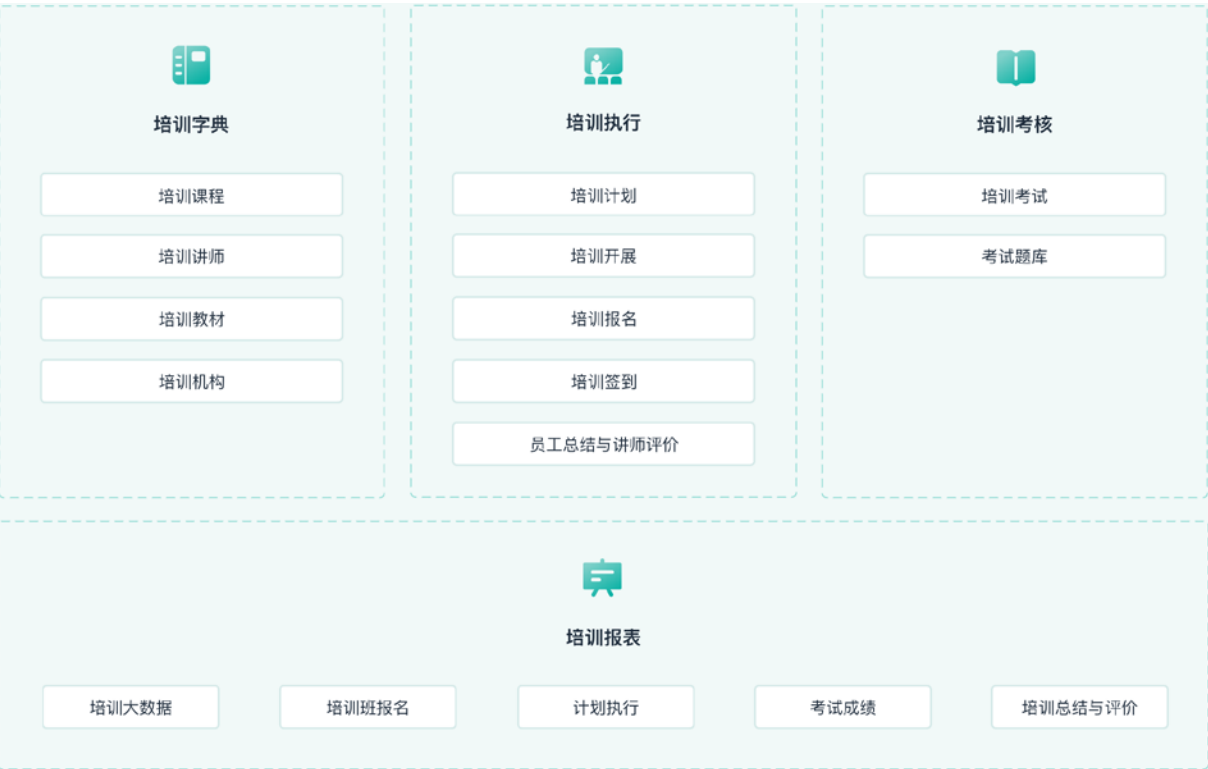 培训字典
培训课程
培训讲师
培训教材
培训机构
培训执行
培训计划
培训开展
培训报名
培训签到
员工总结与讲师评价
培训考核
培训考试
考试题库
培训报表
培训大数据
培训班报名
计划执行
考试成绩
培训总结与评价